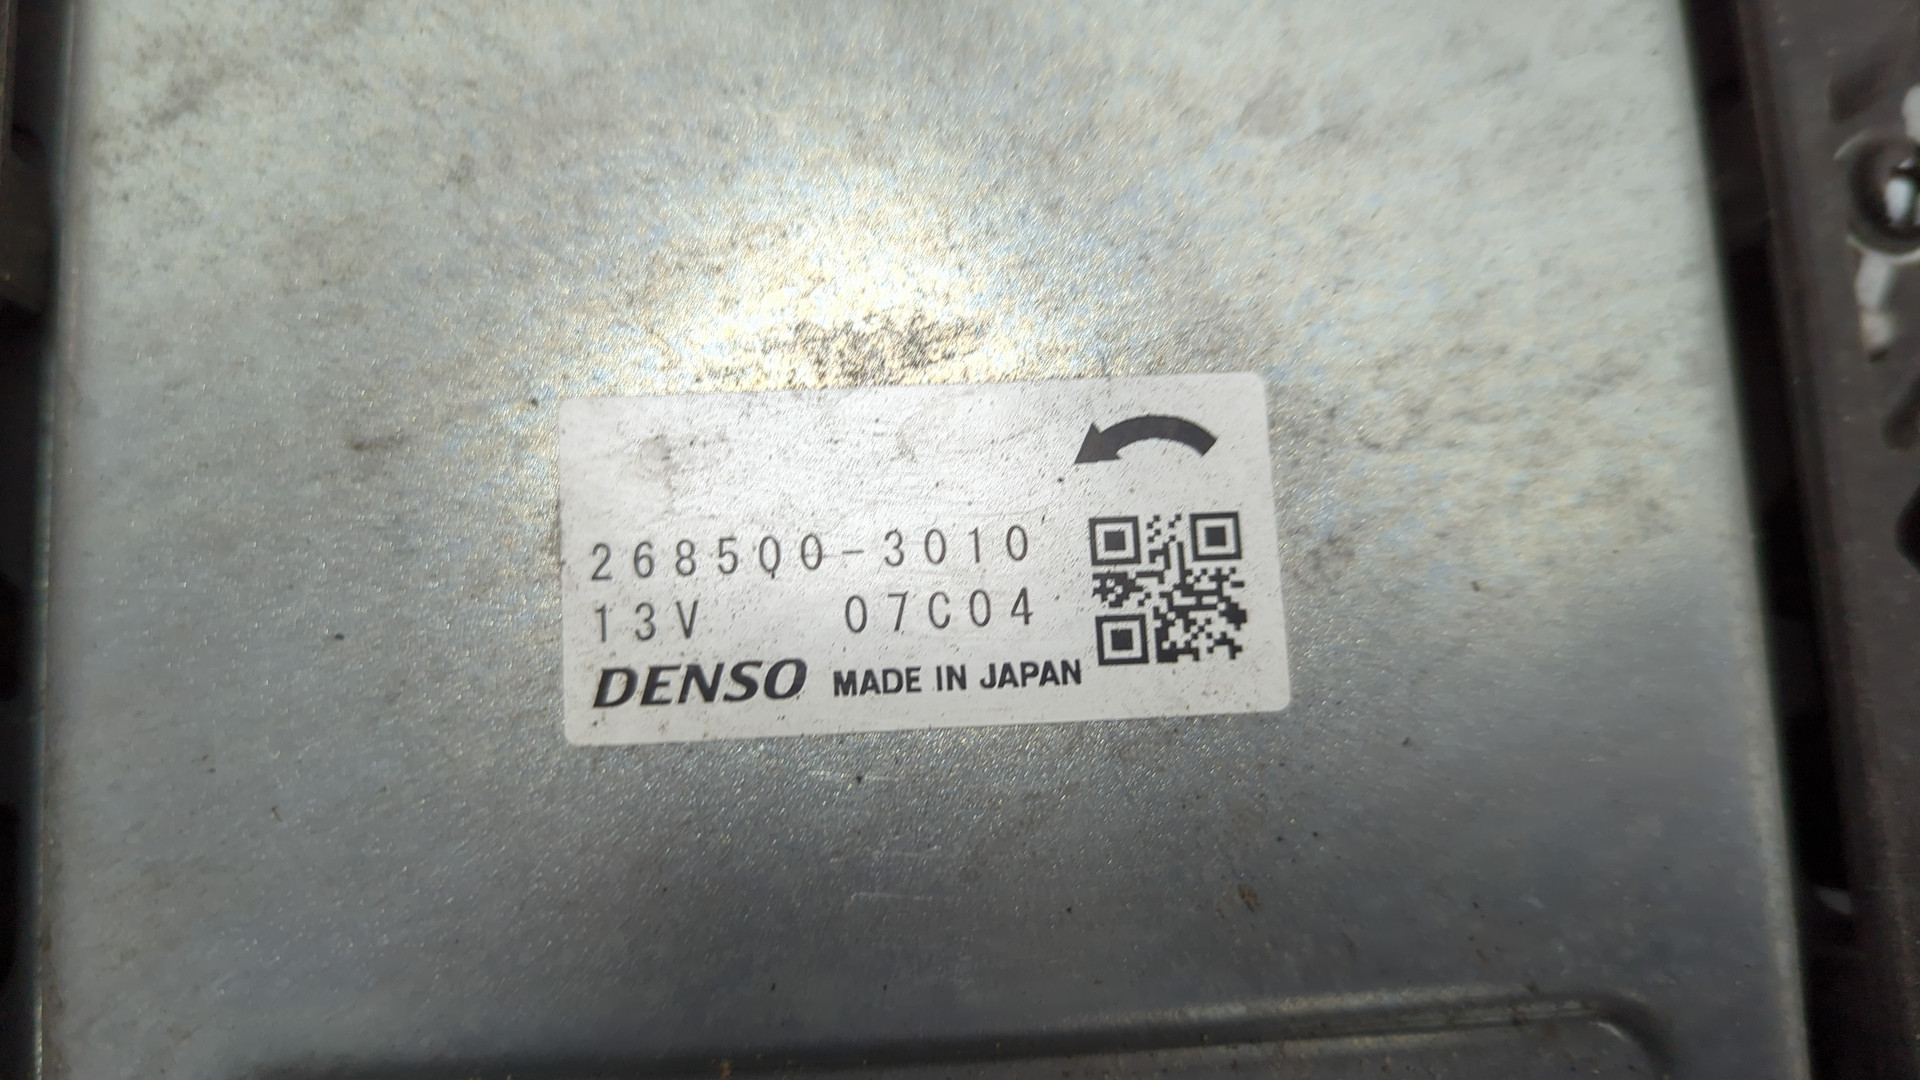 268500-3010
13V 07C04
DENSO MADE IN JAPAN